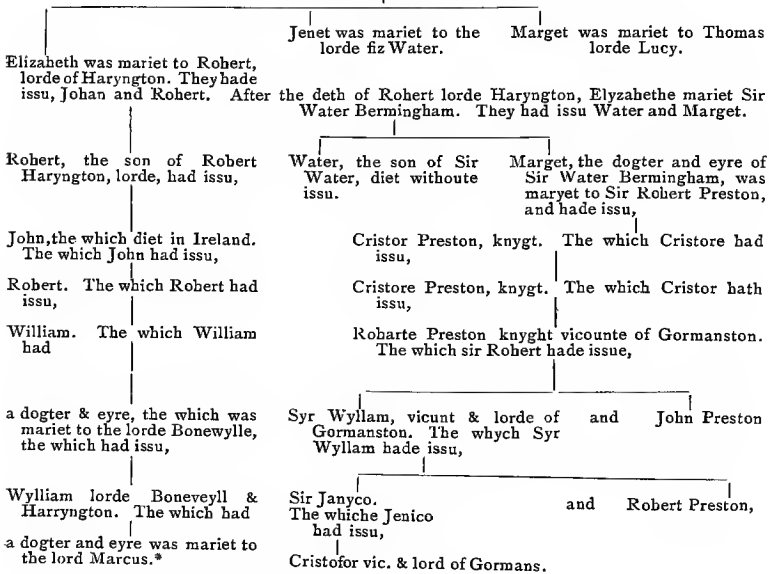 Jenet was mariet to the
lorde fiz Water.
Marget was mariet to Thomas
lorde Lucy.
Elizabeth was mariet to Robert,
lorde of Haryngton. They hade
issu, Johan and Robert. After the deth of Robert lorde Haryngton, Elyzabethe mariet Sir
Water Bermingham. They had issu Water and Marget.
Robert, the son of Robert
Haryngton, lorde, had issu,
Water, the son of Sir
Water, diet withoute
issu.
Marget, the dogter and eyre of
Sir Water Bermingham, was
maryet to Sir Robert Preston,
and hade issu,
John, the which diet in Ireland.
The which John had issu,
Cristor Preston, knygt. The which Cristore had
issu,
Robert. The which Robert had
issu,
Cristore Preston, knygt. The which Cristor hath
issu,
William. The which William
had
Robarte Preston knyght vicounte of Gormanston.
The which sir Robert hade issue,
a dogter & eyre, the which was
mariet to the lorde Bonewylle,
the which had issu,
Syr Wyllam, vicunt & lorde of
Gormanston. The whych Syr
Wyllam hade issu,
and John Preston
Wylliam lorde Boneveyll &
Harryngton. The which had
Sir Janyco.
The whiche Jenico
had issu,
and Robert Preston,
a dogter and eyre was mariet to
the lord Marcus.*
Cristofor vic. & lord of Gormans.